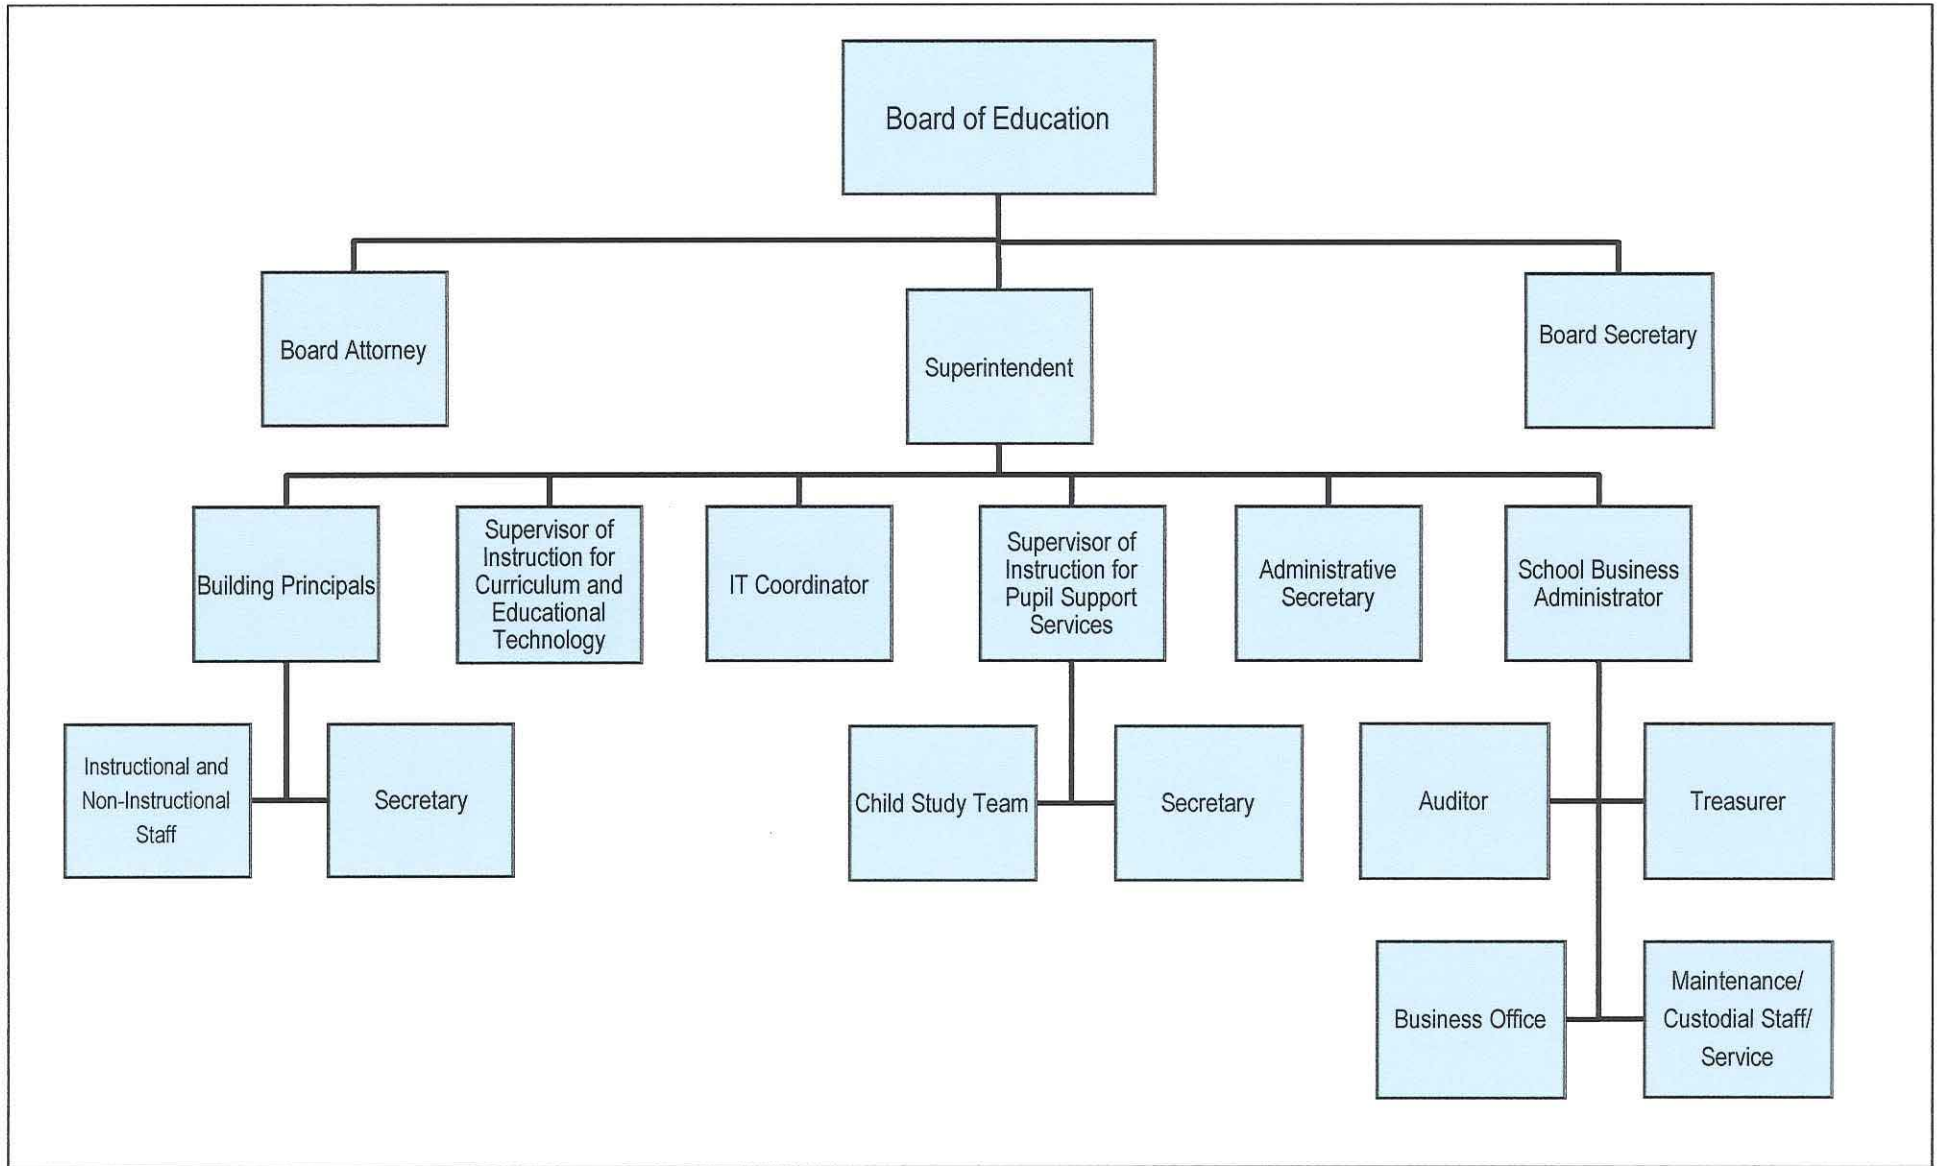 Board of Education
Board Attorney
Superintendent
Board Secretary
Building Principals
Supervisor of
Instruction for
Curriculum and
Educational
Technology
IT Coordinator
Supervisor of
Instruction for
Pupil Support
Services
Administrative
Secretary
School Business
Administrator
Instructional and
Non-Instructional
Staff
Secretary
Child Study Team
Secretary
Auditor
Treasurer
Business Office
Maintenance/
Custodial Staff/
Service